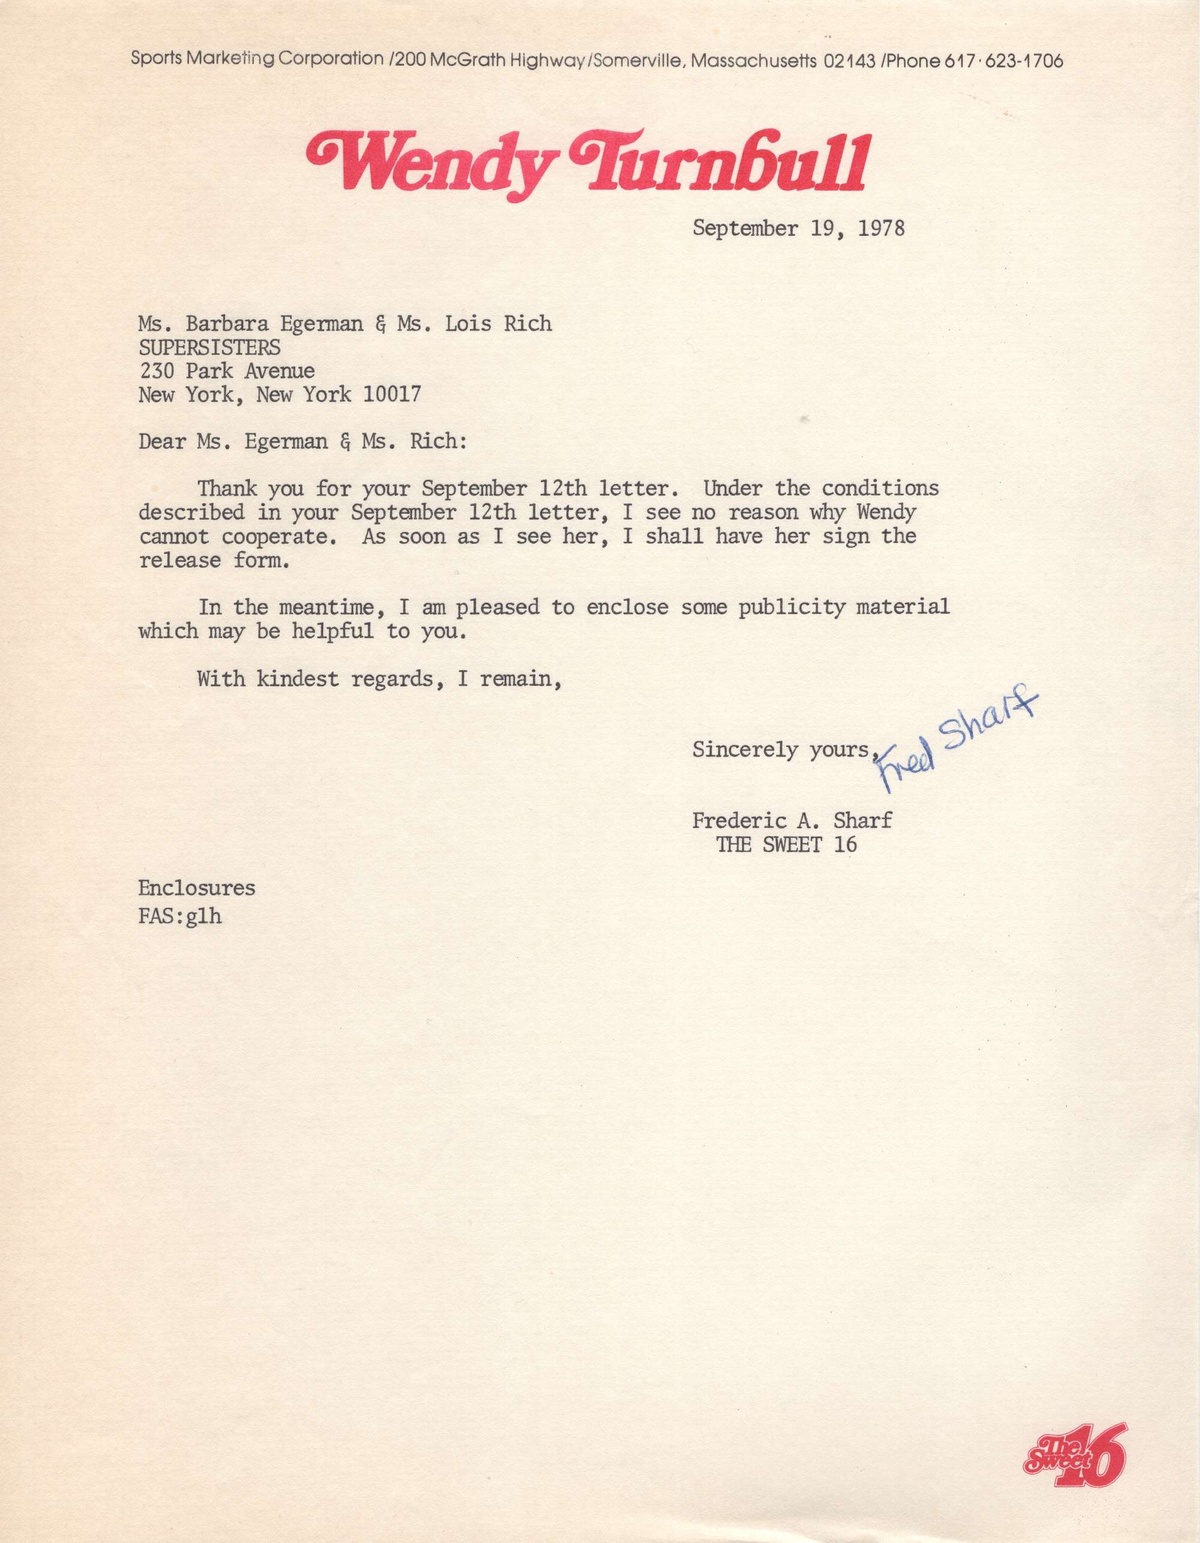 Sports Marketing Corporation /200 McGrath Highway/Somerville, Massachusetts 02143 /Phone 617·623-1706
Wendy Turnbull
September 19, 1978
Ms. Barbara Egerman & Ms. Lois Rich
SUPERSISTERS
230 Park Avenue
New York, New York 10017
Dear Ms. Egerman & Ms. Rich:
Thank you for your September 12th letter. Under the conditions
described in your September 12th letter, I see no reason why Wendy
cannot cooperate. As soon as I see her, I shall have her sign the
release form.
In the meantime, I am pleased to enclose some publicity material
which may be helpful to you.
With kindest regards, I remain,
Sincerely yours,
Fred Sharf
Frederic A. Sharf
THE SWEET 16
Enclosures
FAS:glh
The
Sweet 16